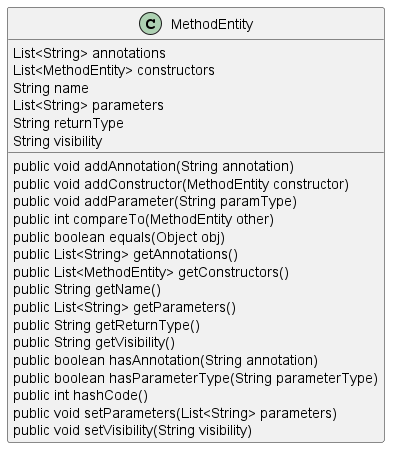 C MethodEntity
List<String> annotations
List<MethodEntity> constructors
String name
List<String> parameters
String returnType
String visibility
public void addAnnotation(String annotation)
public void addConstructor(MethodEntity constructor)
public void addParameter(String paramType)
public int compareTo(MethodEntity other)
public boolean equals(Object obj)
public List<String> getAnnotations()
public List<MethodEntity> getConstructors()
public String getName()
public List<String> getParameters()
public String getReturnType()
public String getVisibility()
public boolean hasAnnotation(String annotation)
public boolean hasParameterType(String parameterType)
public int hashCode()
public void setParameters(List<String> parameters)
public void setVisibility(String visibility)